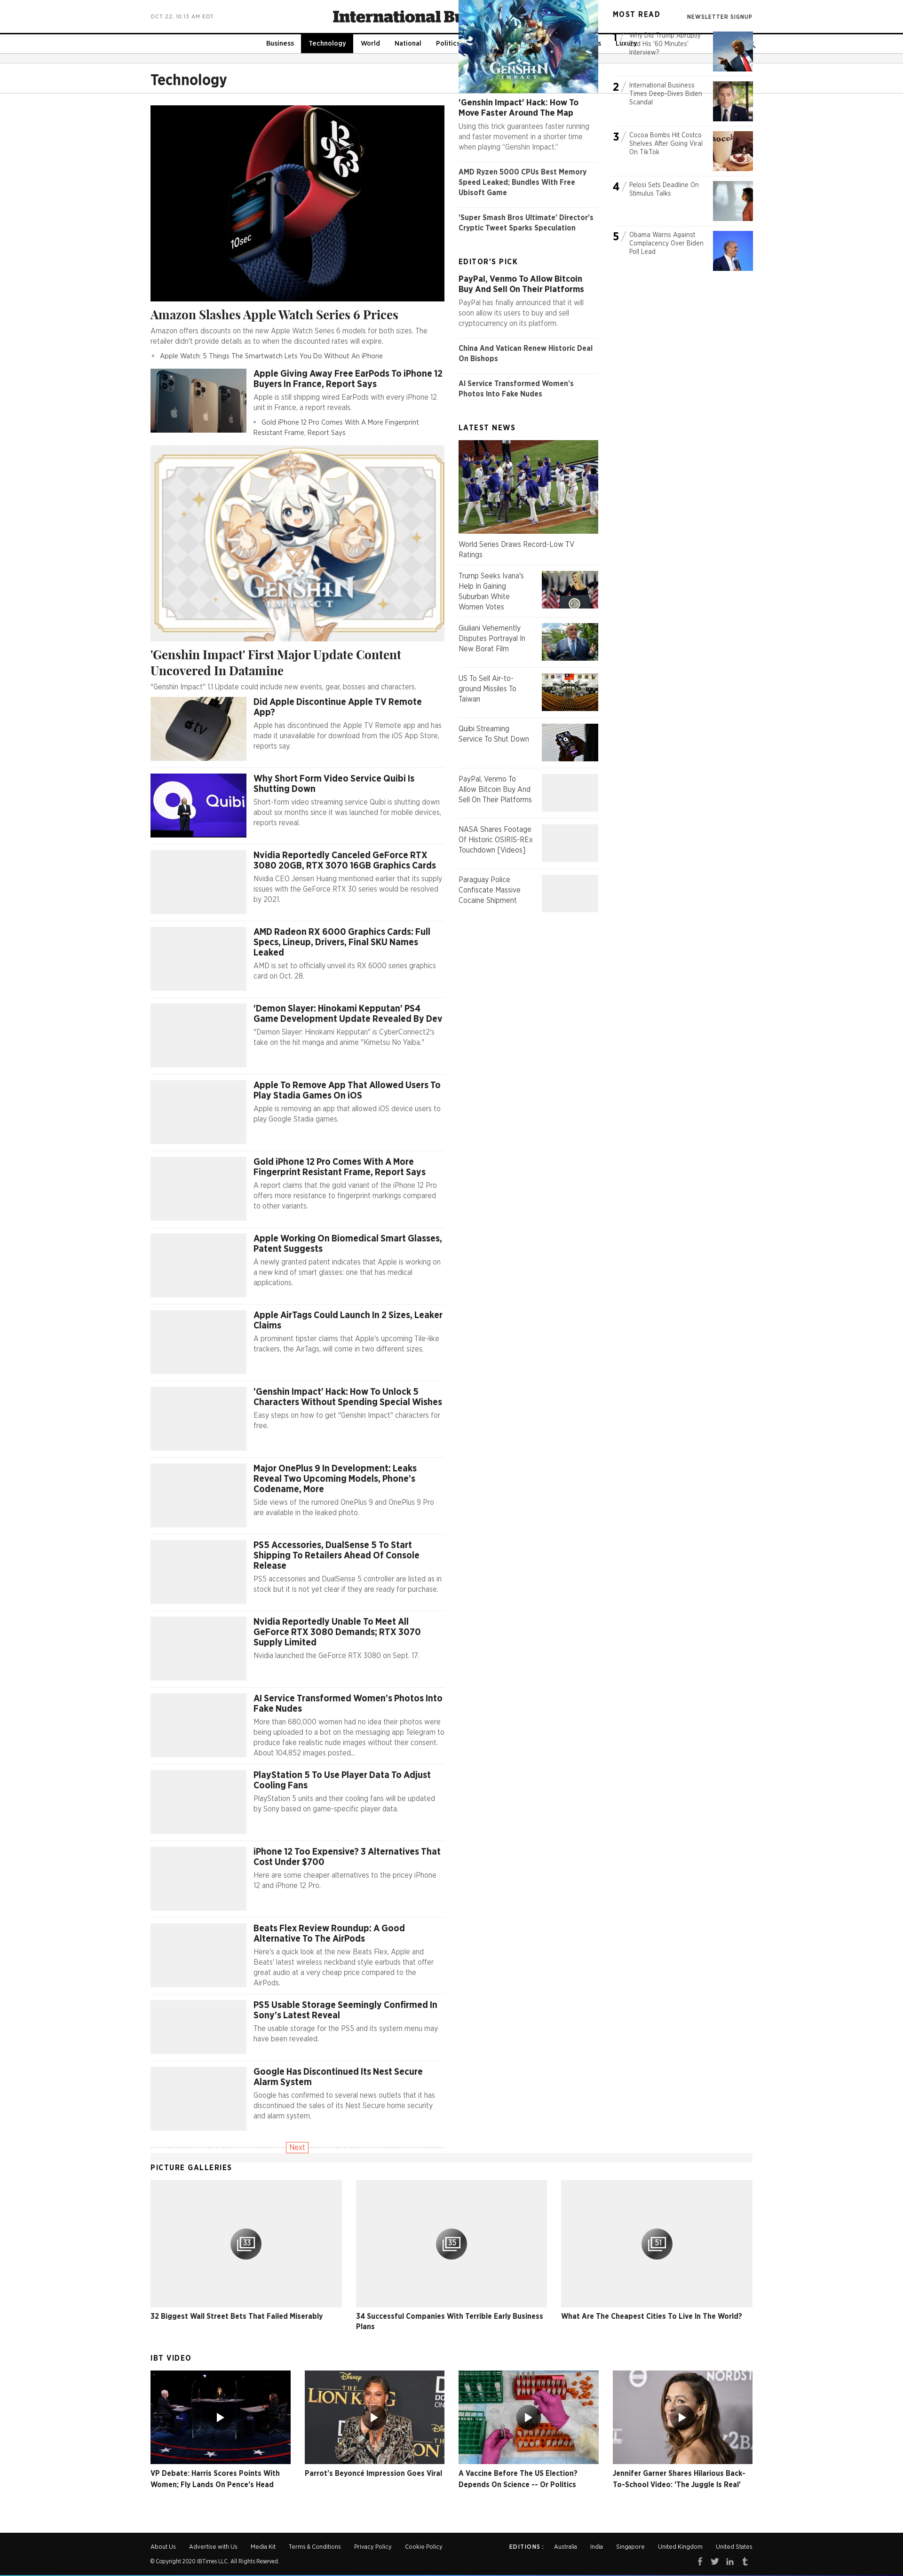 OCT 22, 10:13 AM EDT
International Bu
NEWSLETTER SIGNUP
Business
Technology
World
National
Politics
Luxury
Technology
10sec
Amazon Slashes Apple Watch Series 6 Prices
Amazon offers discounts on the new Apple Watch Series 6 models for both sizes. The
retailer didn't provide details as to when the discounted rates will expire.
Apple Watch: 5 Things The Smartwatch Lets You Do Without An iPhone
Apple Giving Away Free EarPods To iPhone 12
Buyers In France, Report Says
Apple is still shipping wired EarPods with every iPhone 12
unit in France, a report reveals.
Gold iPhone 12 Pro Comes With A More Fingerprint
Resistant Frame, Report Says
GENSHIN
IMPACT
'Genshin Impact' First Major Update Content
Uncovered In Datamine
"Genshin Impact" 1.1 Update could include new events, gear, bosses and characters.
tv
Did Apple Discontinue Apple TV Remote
App?
Apple has discontinued the Apple TV Remote app and has
made it unavailable for download from the iOS App Store,
reports say.
Quibi
Why Short Form Video Service Quibi Is
Shutting Down
Short-form video streaming service Quibi is shutting down
about six months since it was launched for mobile devices,
reports reveal.
Nvidia Reportedly Canceled GeForce RTX
3080 20GB, RTX 3070 16GB Graphics Cards
Nvidia CEO Jensen Huang mentioned earlier that its supply
issues with the GeForce RTX 30 series would be resolved
by 2021.
AMD Radeon RX 6000 Graphics Cards: Full
Specs, Lineup, Drivers, Final SKU Names
Leaked
AMD is set to officially unveil its RX 6000 series graphics
card on Oct. 28.
'Demon Slayer: Hinokami Kepputan' PS4
Game Development Update Revealed By Dev
"Demon Slayer: Hinokami Kepputan" is CyberConnect2's
take on the hit manga and anime "Kimetsu No Yaiba."
Apple To Remove App That Allowed Users To
Play Stadia Games On iOS
Apple is removing an app that allowed iOS device users to
play Google Stadia games.
Gold iPhone 12 Pro Comes With A More
Fingerprint Resistant Frame, Report Says
A report claims that the gold variant of the iPhone 12 Pro
offers more resistance to fingerprint markings compared
to other variants.
Apple Working On Biomedical Smart Glasses,
Patent Suggests
A newly granted patent indicates that Apple is working on
a new kind of smart glasses: one that has medical
applications.
Apple AirTags Could Launch In 2 Sizes, Leaker
Claims
A prominent tipster claims that Apple's upcoming Tile-like
trackers, the AirTags, will come in two different sizes.
'Genshin Impact' Hack: How To Unlock 5
Characters Without Spending Special Wishes
Easy steps on how to get "Genshin Impact" characters for
free.
Major OnePlus 9 In Development: Leaks
Reveal Two Upcoming Models, Phone's
Codename, More
Side views of the rumored OnePlus 9 and OnePlus 9 Pro
are available in the leaked photo.
PS5 Accessories, DualSense 5 To Start
Shipping To Retailers Ahead Of Console
Release
PS5 accessories and DualSense 5 controller are listed as in
stock but it is not yet clear if they are ready for purchase.
Nvidia Reportedly Unable To Meet All
GeForce RTX 3080 Demands; RTX 3070
Supply Limited
Nvidia launched the GeForce RTX 3080 on Sept. 17.
AI Service Transformed Women's Photos Into
Fake Nudes
More than 680,000 women had no idea their photos were
being uploaded to a bot on the messaging app Telegram to
produce fake realistic nude images without their consent.
About 104,852 images posted...
PlayStation 5 To Use Player Data To Adjust
Cooling Fans
PlayStation 5 units and their cooling fans will be updated
by Sony based on game-specific player data.
iPhone 12 Too Expensive? 3 Alternatives That
Cost Under $700
Here are some cheaper alternatives to the pricey iPhone
12 and iPhone 12 Pro.
Beats Flex Review Roundup: A Good
Alternative To The AirPods
Here's a quick look at the new Beats Flex, Apple and
Beats' latest wireless neckband style earbuds that offer
great audio at a very cheap price compared to the
AirPods.
PS5 Usable Storage Seemingly Confirmed In
Sony's Latest Reveal
The usable storage for the PS5 and its system menu may
have been revealed.
Google Has Discontinued Its Nest Secure
Alarm System
Google has confirmed to several news outlets that it has
discontinued the sales of its Nest Secure home security
and alarm system.
Next
GENSHIN
IMPACT
'Genshin Impact' Hack: How To
Move Faster Around The Map
Using this trick guarantees faster running
and faster movement in a shorter time
when playing "Genshin Impact."
AMD Ryzen 5000 CPUs Best Memory
Speed Leaked; Bundles With Free
Ubisoft Game
'Super Smash Bros Ultimate' Director's
Cryptic Tweet Sparks Speculation
EDITOR'S PICK
PayPal, Venmo To Allow Bitcoin
Buy And Sell On Their Platforms
PayPal has finally announced that it will
soon allow its users to buy and sell
cryptocurrency on its platform.
China And Vatican Renew Historic Deal
On Bishops
AI Service Transformed Women's
Photos Into Fake Nudes
LATEST NEWS
World Series Draws Record-Low TV
Ratings
Trump Seeks Ivana's
Help In Gaining
Suburban White
Women Votes
Giuliani Vehemently
Disputes Portrayal In
New Borat Film
US To Sell Air-to-
ground Missiles To
Taiwan
Quibi Streaming
Service To Shut Down
PayPal, Venmo To
Allow Bitcoin Buy And
Sell On Their Platforms
NASA Shares Footage
Of Historic OSIRIS-REx
Touchdown [Videos]
Paraguay Police
Confiscate Massive
Cocaine Shipment
MOST READ
1
Why Did Trump Abruptly
End His '60 Minutes'
Interview?
2
International Business
Times Deep-Dives Biden
Scandal
3
Cocoa Bombs Hit Costco
Shelves After Going Viral
On TikTok
4
Pelosi Sets Deadline On
Stimulus Talks
5
Obama Warns Against
Complacency Over Biden
Poll Lead
PICTURE GALLERIES
33
35
51
32 Biggest Wall Street Bets That Failed Miserably
34 Successful Companies With Terrible Early Business
Plans
What Are The Cheapest Cities To Live In The World?
IBT VIDEO
Disney
THE
LION KING
NORDST
VP Debate: Harris Scores Points With
Women; Fly Lands On Pence's Head
Parrot's Beyoncé Impression Goes Viral
A Vaccine Before The US Election?
Depends On Science -- Or Politics
Jennifer Garner Shares Hilarious Back-
To-School Video: 'The Juggle Is Real'
About Us
Advertise with Us
Media Kit
Terms & Conditions
Privacy Policy
Cookie Policy
EDITIONS :
Australia
India
Singapore
United Kingdom
United States
© Copyright 2020 IBTimes LLC. All Rights Reserved.